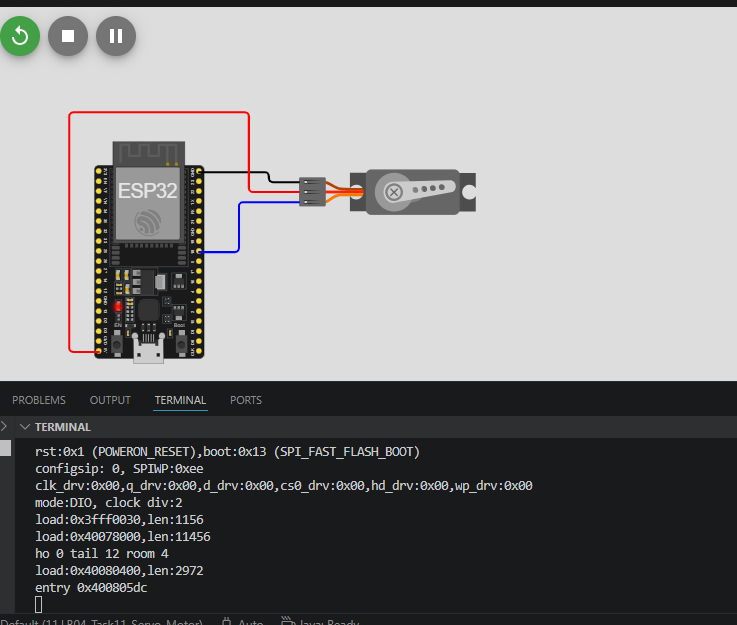 ESP32
EN
Boot
PROBLEMS OUTPUT TERMINAL PORTS
TERMINAL
rst:0x1 (POWERON_RESET),boot:0x13 (SPI_FAST_FLASH_BOOT)
configsip: 0, SPIWP:0xee
clk_drv:0x00,q_drv:0x00,d_drv:0x00,cs0_drv:0x00,hd_drv:0x00,wp_drv:0x00
mode:DIO, clock div:2
load:0x3fff0030,len:1156
load:0x40078000,len:11456
ho 0 tail 12 room 4
load:0x40080400,len:2972
entry 0x400805dc
Default (11_LB04_Task11_Servo_Motor) Auto Java: Ready